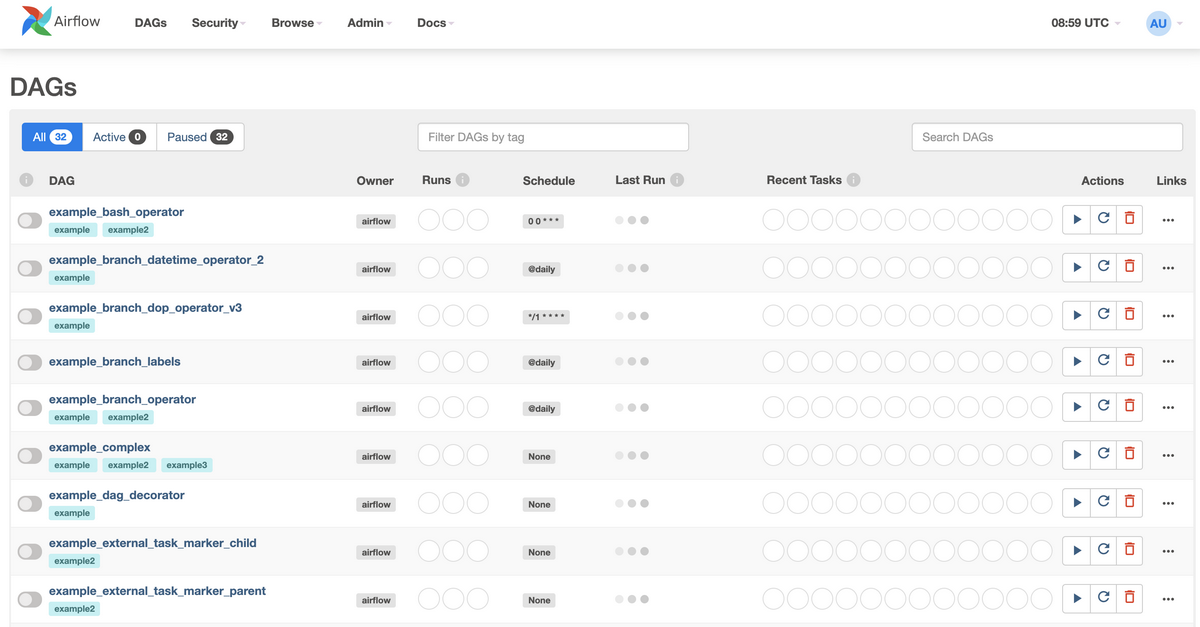 Airflow DAGs Security Browse Admin Docs 08:59 UTC AU
DAGs
All 32 Active 0 Paused 32 Filter DAGs by tag Search DAGs
i DAG Owner Runs i Schedule Last Run i Recent Tasks i Actions Links
example_bash_operator
example example2 airflow 0 0 * * *
example_branch_datetime_operator_2
example airflow @daily
example_branch_dop_operator_v3
example airflow */1 * * * *
example_branch_labels airflow @daily
example_branch_operator
example example2 airflow @daily
example_complex
example example2 example3 airflow None
example_dag_decorator
example airflow None
example_external_task_marker_child
example2 airflow None
example_external_task_marker_parent
example2 airflow None